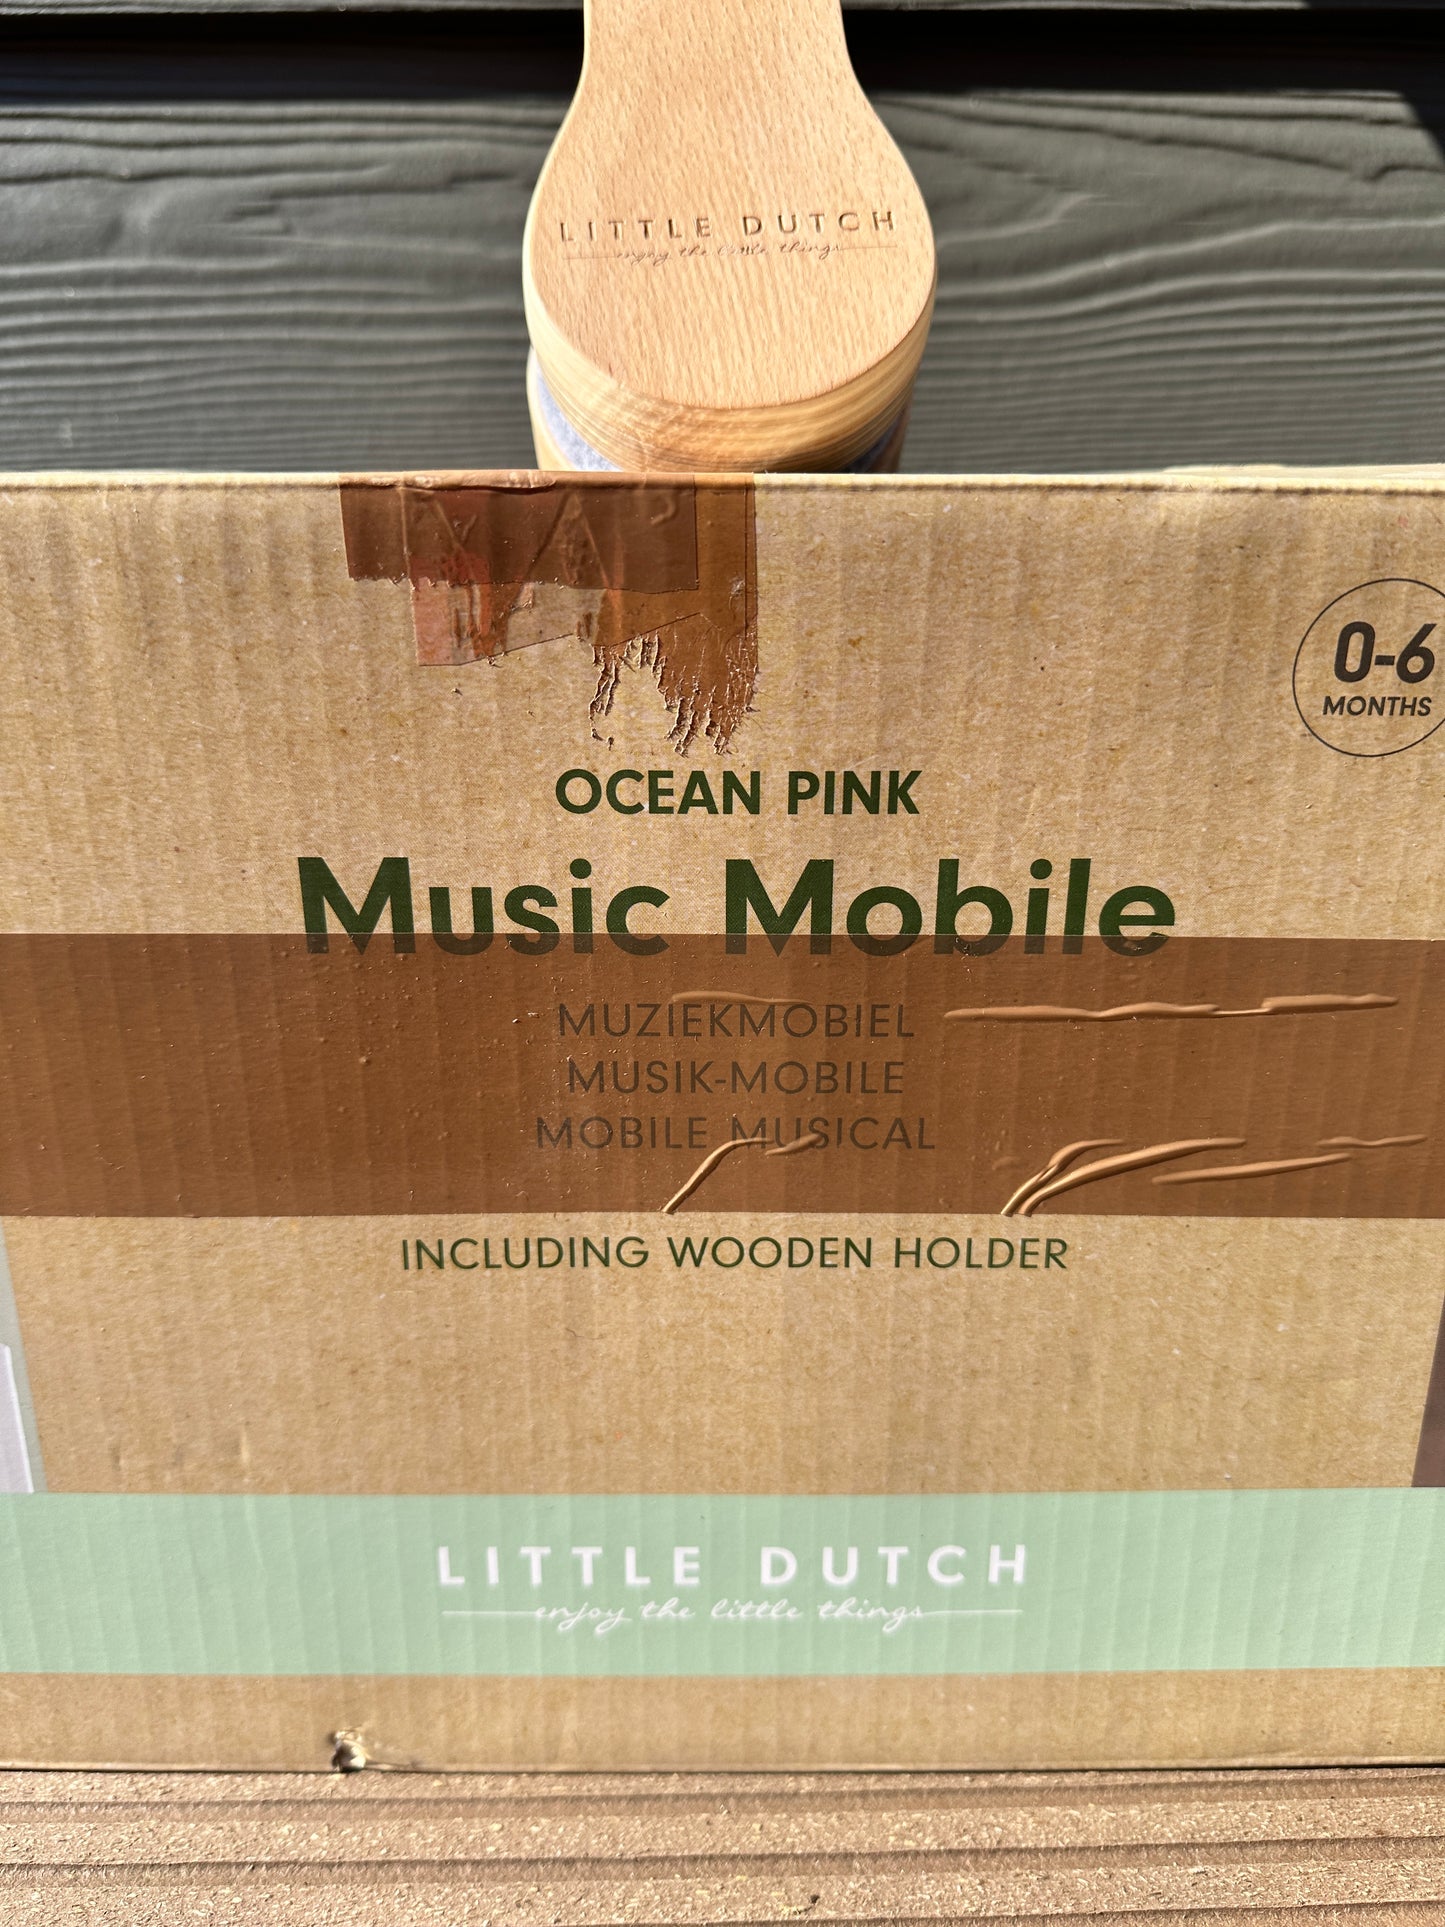 LITTLE DUTCH
enjoy the little things
0-6
MONTHS
OCEAN PINK
Music Mobile
MUZIEKMOBIEL
MUSIK-MOBILE
MOBILE MUSICAL
INCLUDING WOODEN HOLDER
LITTLE DUTCH
enjoy the little things